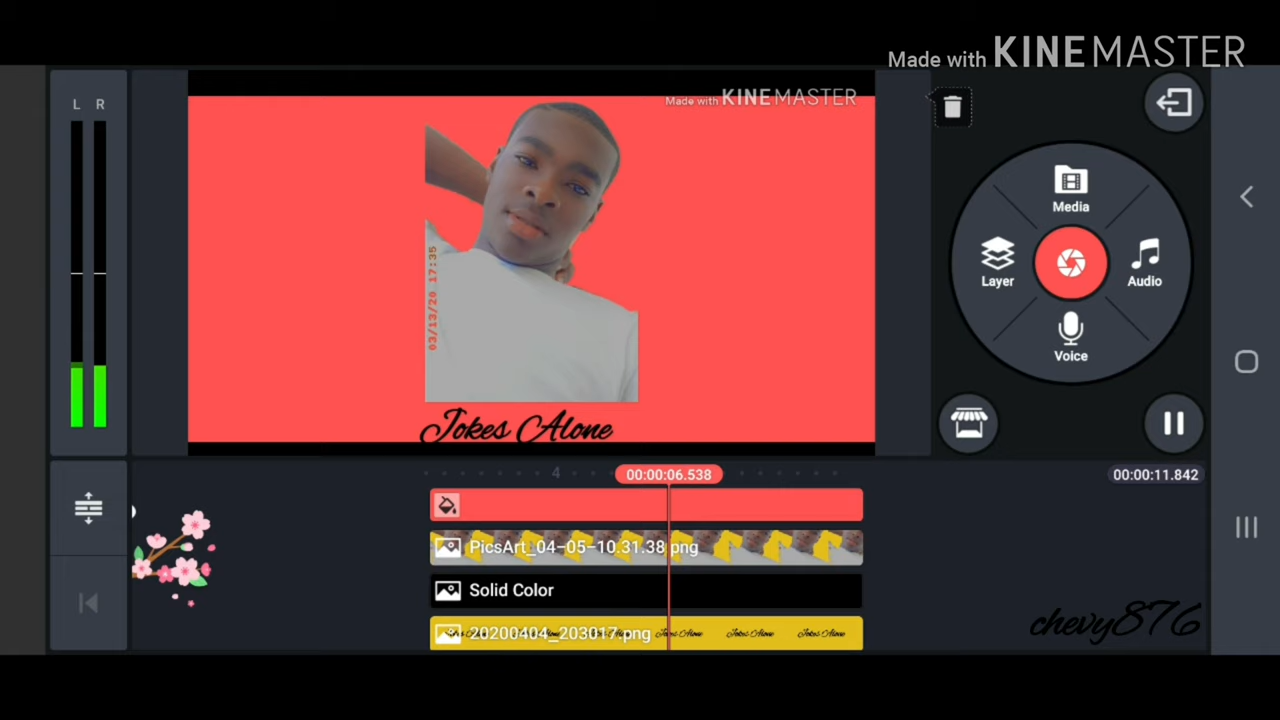 Made with KINEMASTER
L R
Made with KINEMASTER
03/13/20 17:35
Jokes Alone
Media
Layer
Audio
Voice
4
00:00:06.538
00:00:11.842
PicsArt_04-05-10.31.38.png
Solid Color
20200404_203017.png
Jokes Alone
Jokes Alone
Jokes Alone
chevy876